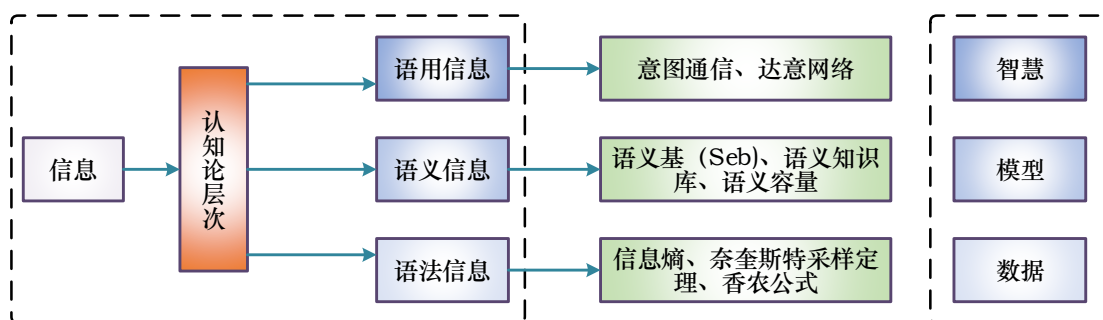 信息
认知论层次
语用信息
意图通信、达意网络
智慧
语义信息
语义基（Seb)、语义知识
库、语义容量
模型
语法信息
信息熵、奈奎斯特采样定
理、香农公式
数据